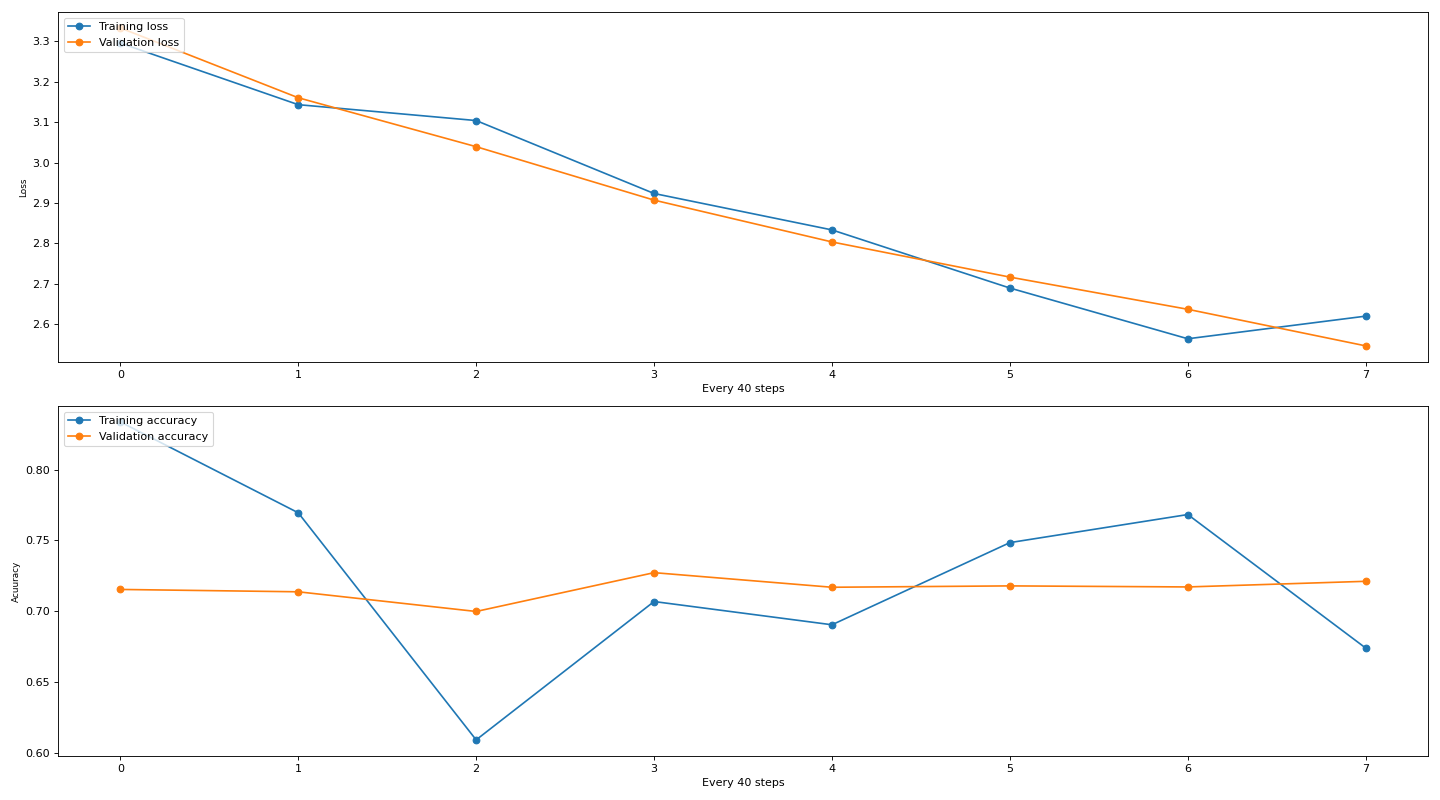 Training loss
Validation loss
3.3
3.2
3.1
3.0
2.9
2.8
2.7
2.6
Loss
0 1 2 3 4 5 6 7
Every 40 steps
Training accuracy
Validation accuracy
0.80
0.75
0.70
0.65
0.60
Acuuracy
0 1 2 3 4 5 6 7
Every 40 steps